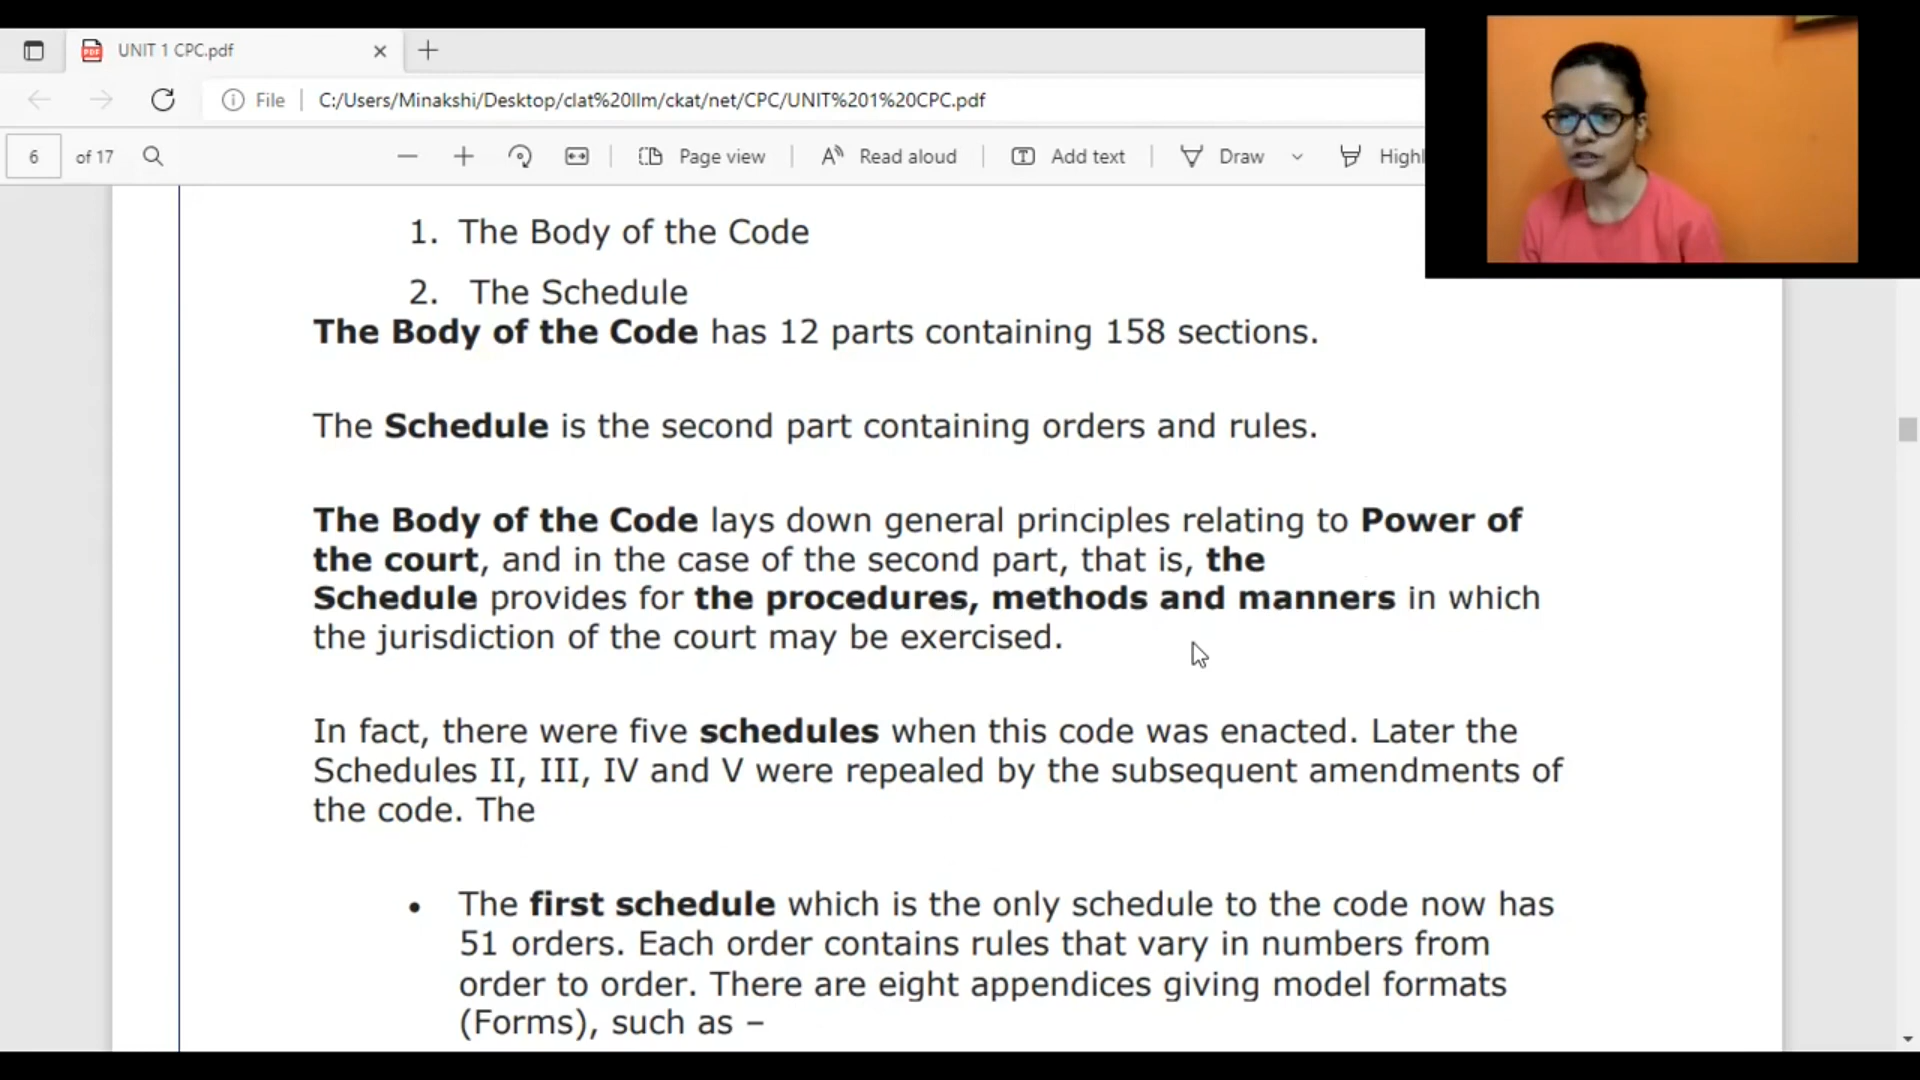 UNIT 1 CPC.pdf
File C:/Users/Minakshi/Desktop/clat%20llm/ckat/net/CPC/UNIT%201%20CPC.pdf
6 of 17 Page view Read aloud Add text Draw Highl
1. The Body of the Code
2. The Schedule
The Body of the Code has 12 parts containing 158 sections.
The Schedule is the second part containing orders and rules.
The Body of the Code lays down general principles relating to Power of
the court, and in the case of the second part, that is, the
Schedule provides for the procedures, methods and manners in which
the jurisdiction of the court may be exercised.
In fact, there were five schedules when this code was enacted. Later the
Schedules II, III, IV and V were repealed by the subsequent amendments of
the code. The
• The first schedule which is the only schedule to the code now has
51 orders. Each order contains rules that vary in numbers from
order to order. There are eight appendices giving model formats
(Forms), such as –